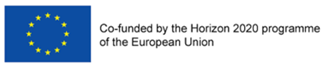 Co-funded by the Horizon 2020 programme
of the European Union